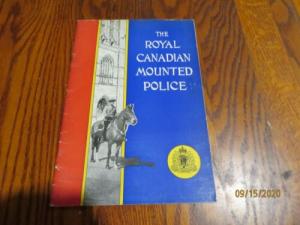 THE
ROYAL
CANADIAN
MOUNTED
POLICE
09/15/2020